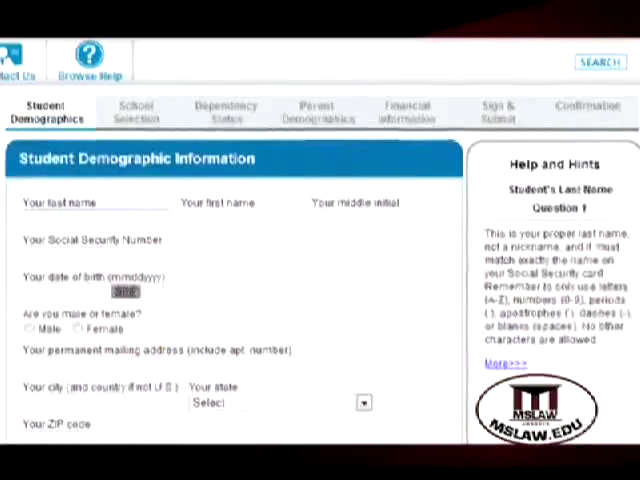 Contact Us
Browse Help
SEARCH
Student Demographics
School Selection
Dependency Status
Parent Demographics
Financial Information
Sign & Submit
Confirmation
Student Demographic Information
Your last name
Your first name
Your middle initial
Your Social Security Number
Your date of birth (mmddyyyy)
Are you male or female?
Male
Female
Your permanent mailing address (include apt. number)
Your city (and country if not U.S.)
Your state
Select
Your ZIP code
Help and Hints
Student's Last Name
Question 1
This is your proper last name,
not a nickname, and it must
match exactly the name on
your Social Security card.
Remember to only use letters
(A-Z), numbers (0-9), periods
(.), apostrophes ('), dashes (-)
or blanks (spaces). No other
characters are allowed.
More>>>
MSLAW
MSLAW.EDU